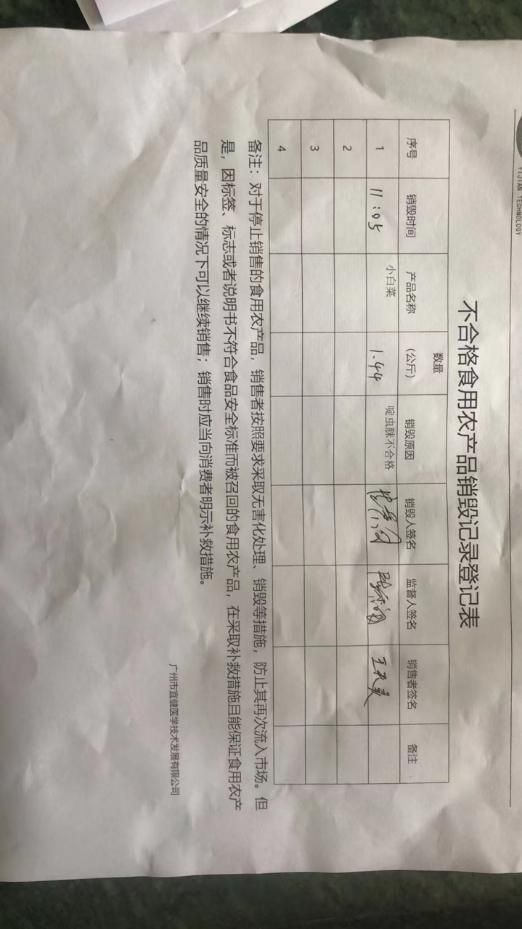 YIJIAN TECHNOLOGY
不合格食用农产品销毁记录登记表
序号 销毁时间 产品名称 数量（公斤） 销毁原因 销毁人签名 监督人签名 销售者签名 备注
1 11:05 小白菜 1.44 啶虫脒不合格
2
3
4
备注：对于停止销售的食用农产品，销售者按照要求采取无害化处理、销毁等措施，防止其再次流入市场。但
是，因标签、标志或者说明书不符合食品安全标准而被召回的食用农产品，在采取补救措施且能保证食用农产
品质量安全的情况下可以继续销售；销售时应当向消费者明示补救措施。
广州市宜健医学技术发展有限公司